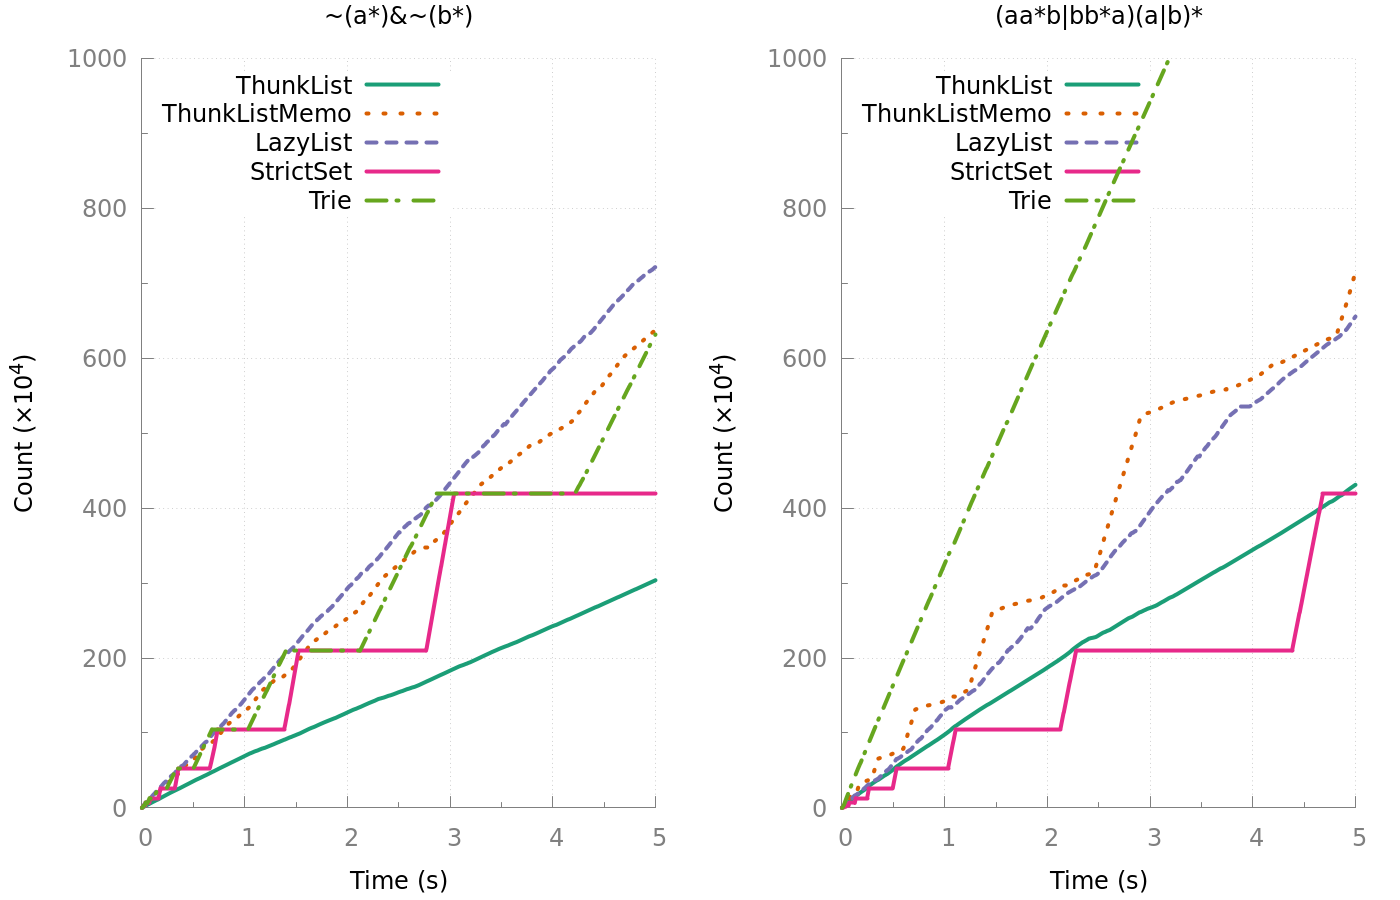 ~(a*)&~(b*)
1000
800
600
400
200
0
Count (×10⁴)
ThunkList
ThunkListMemo
LazyList
StrictSet
Trie
0 1 2 3 4 5
Time (s)
(aa*b|bb*a)(a|b)*
1000
800
600
400
200
0
Count (×10⁴)
ThunkList
ThunkListMemo
LazyList
StrictSet
Trie
0 1 2 3 4 5
Time (s)